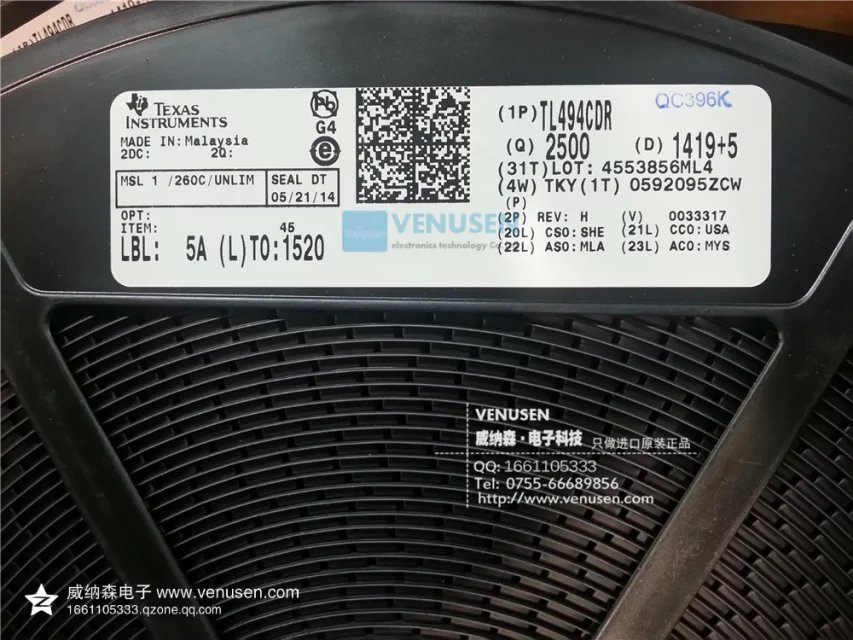 TL494CDR
TEXAS
INSTRUMENTS
MADE IN:Malaysia
2DC: 2Q:
Pb
G4
e
MSL 1 /260C/UNLIM
SEAL DT
05/21/14
OPT:
ITEM: 45
LBL: 5A (L)TO:1520
QC396K
(1P)TL494CDR
(Q) 2500 (D) 1419+5
(31T)LOT: 4553856ML4
(4W) TKY(1T) 0592095ZCW
(P)
(2P) REV: H (V) 0033317
(20L) CSO:SHE (21L) CCO:USA
(22L) ASO:MLA (23L) ACO:MYS
VENUSEN
electronics technology
VENUSEN
威纳森·电子科技 只做进口原装正品
QQ: 1661105333
Tel: 0755-66689856
http://www.venusen.com
威纳森电子 www.venusen.com
1661105333.qzone.qq.com